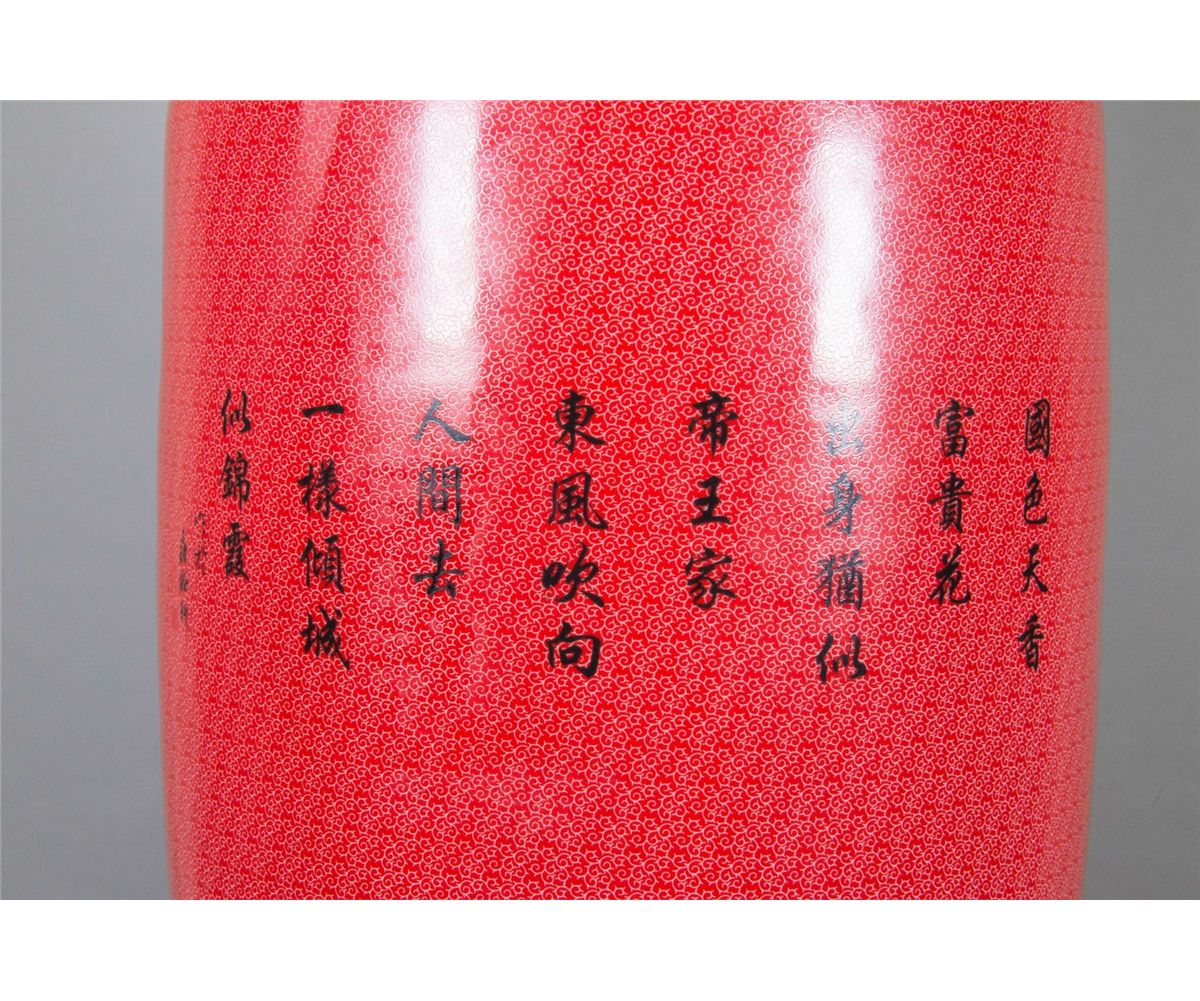 國色天香
富貴花
出身猶似
帝王家
東風吹向
人間去
一樣傾城
似錦霞